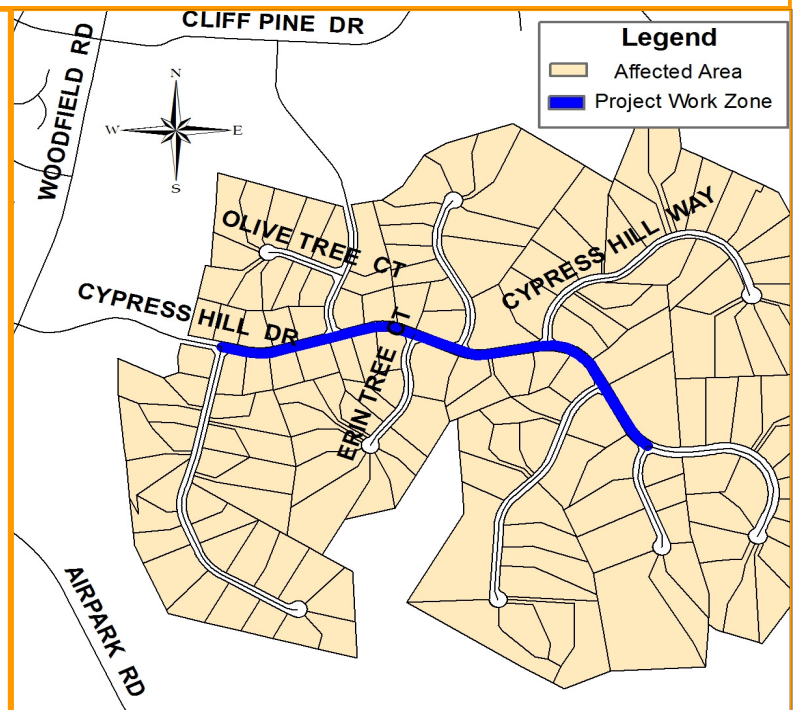 CLIFF PINE DR
Legend
Affected Area
Project Work Zone
WOODFIELD RD
N
W
E
S
OLIVE TREE CT
CYPRESS HILL WAY
CYPRESS HILL DR
ERIN TREE CT
AIRPARK RD